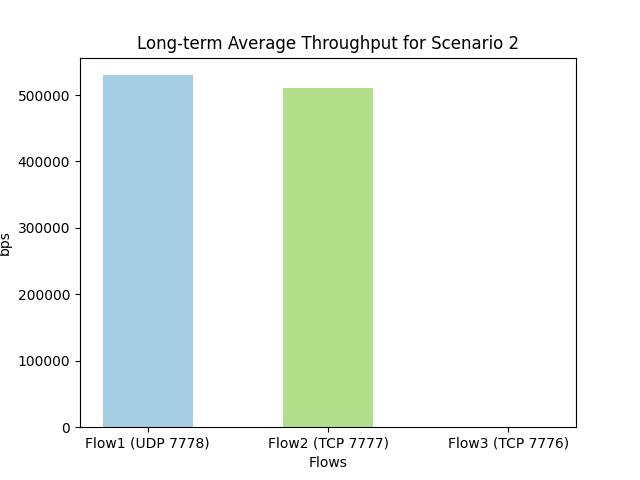 Long-term Average Throughput for Scenario 2
500000
400000
300000
200000
100000
0
bps
Flow1 (UDP 7778) Flow2 (TCP 7777) Flow3 (TCP 7776)
Flows